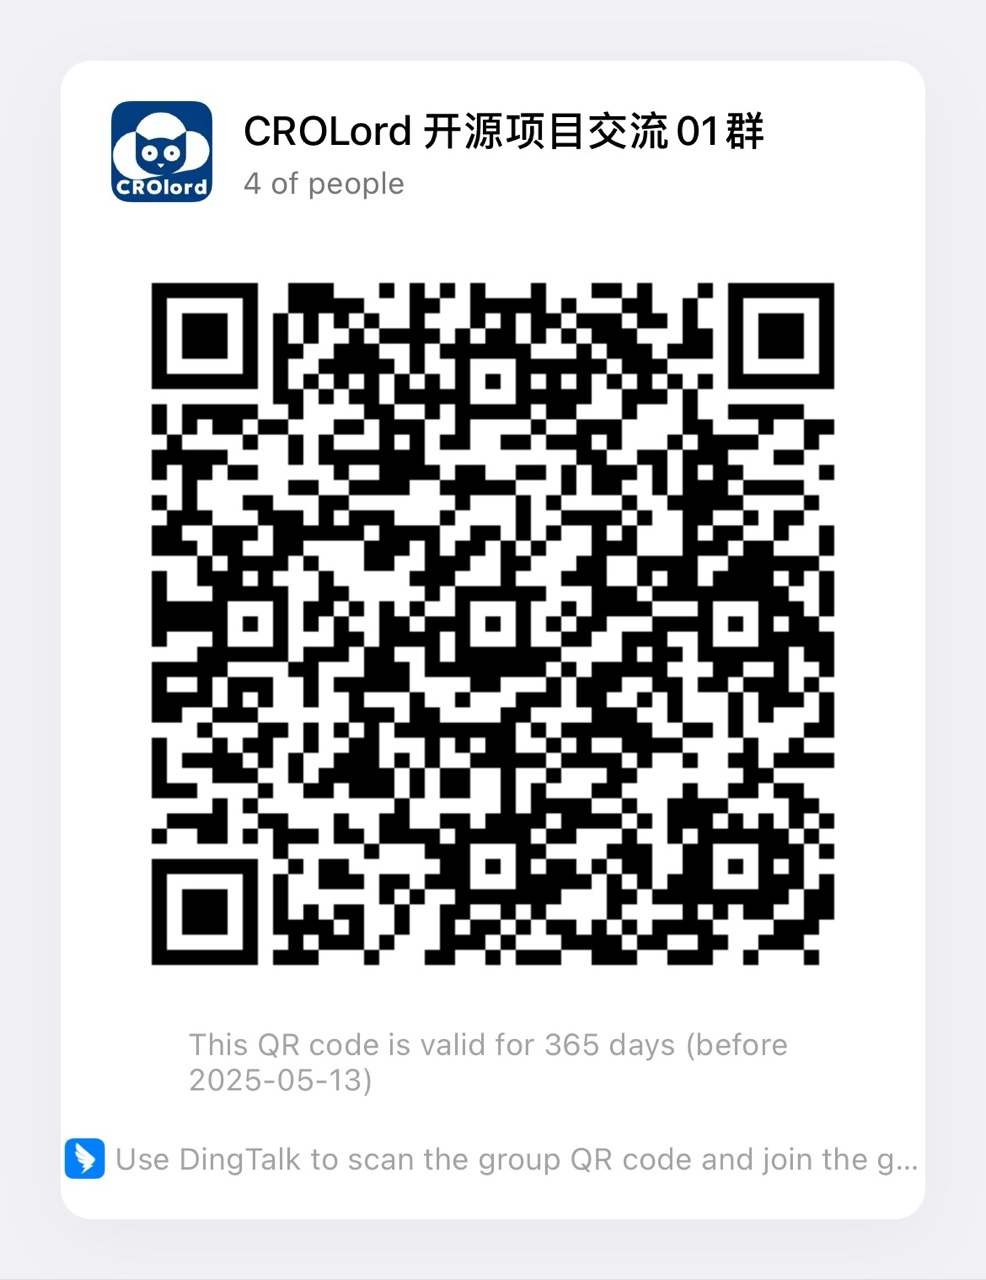 CROLord 开源项目交流01群
CROlord
4 of people
This QR code is valid for 365 days (before
2025-05-13)
Use DingTalk to scan the group QR code and join the g...